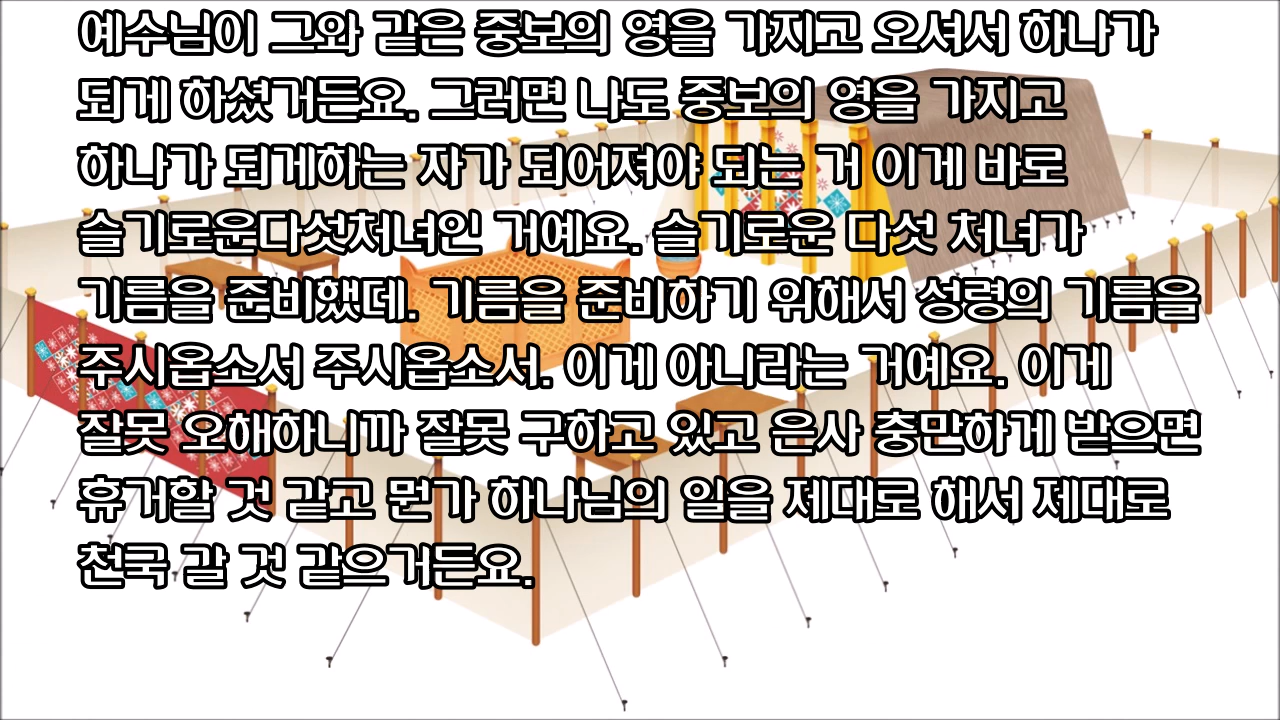 예수님이 그와 같은 중보의 영을 가지고 오셔서 하나가
되게 하셨거든요. 그러면 나도 중보의 영을 가지고
하나가 되게하는 자가 되어져야 되는 거 이게 바로
슬기로운다섯처녀인 거예요. 슬기로운 다섯 처녀가
기름을 준비했데. 기름을 준비하기 위해서 성령의 기름을
주시옵소서 주시옵소서. 이게 아니라는 거예요. 이게
잘못 오해하니까 잘못 구하고 있고 은사 충만하게 받으면
휴거할 것 같고 뭔가 하나님의 일을 제대로 해서 제대로
천국 갈 것 같으거든요.